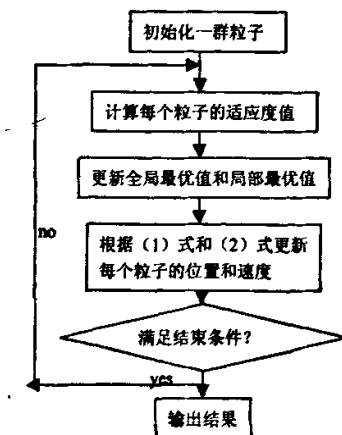 初始化一群粒子
计算每个粒子的适应度值
更新全局最优值和局部最优值
no
根据（1）式和（2）式更新
每个粒子的位置和速度
满足结束条件?
yes
输出结果